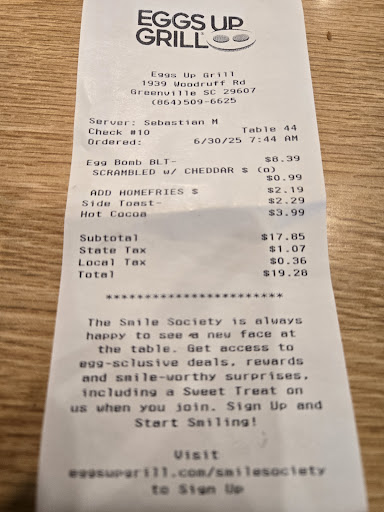 EGGS UP
GRILL
Eggs Up Grill
1939 Woodruff Rd
Greenville SC 29607
(864)509-6625
Server: Sebastian M
Check #10 Table 44
Ordered: 6/30/25 7:44 AM
Egg Bomb BLT- $8.39
SCRAMBLED w/ CHEDDAR $ (o)
$0.99
ADD HOMEFRIES $ $2.19
Side Toast- $2.29
Hot Cocoa $3.99
Subtotal $17.85
State Tax $1.07
Local Tax $0.36
Total $19.28
************************
The Smile Society is always
happy to see a new face at
the table. Get access to
egg-sclusive deals, rewards
and smile-worthy surprises,
including a Sweet Treat on
us when you join. Sign Up and
Start Smiling!
Visit
eggsupgrill.com/smilesociety
to Sign Up